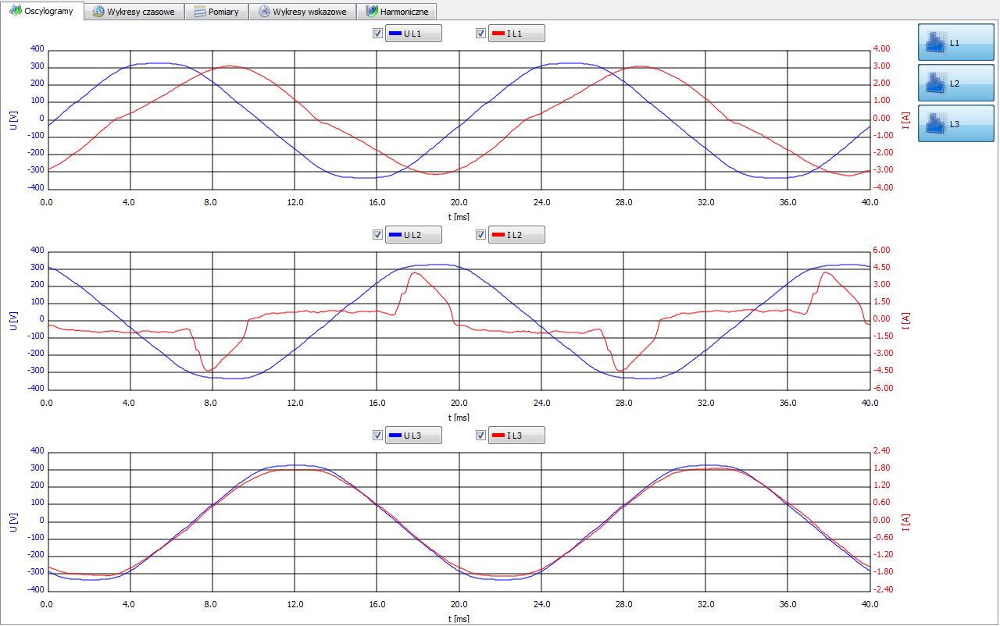 Oscylogramy Wykresy czasowe Pomiary Wykresy wskazowe Harmoniczne
U L1 I L1
L1
L2
L3
400 4.00
300 3.00
200 2.00
100 1.00
0 0.00
-100 -1.00
-200 -2.00
-300 -3.00
-400 -4.00
U [V] I [A]
0.0 4.0 8.0 12.0 16.0 20.0 24.0 28.0 32.0 36.0 40.0
t [ms]
U L2 I L2
400 6.00
300 4.50
200 3.00
100 1.50
0 0.00
-100 -1.50
-200 -3.00
-300 -4.50
-400 -6.00
U [V] I [A]
0.0 4.0 8.0 12.0 16.0 20.0 24.0 28.0 32.0 36.0 40.0
t [ms]
U L3 I L3
400 2.40
300 1.80
200 1.20
100 0.60
0 0.00
-100 -0.60
-200 -1.20
-300 -1.80
-400 -2.40
U [V] I [A]
0.0 4.0 8.0 12.0 16.0 20.0 24.0 28.0 32.0 36.0 40.0
t [ms]